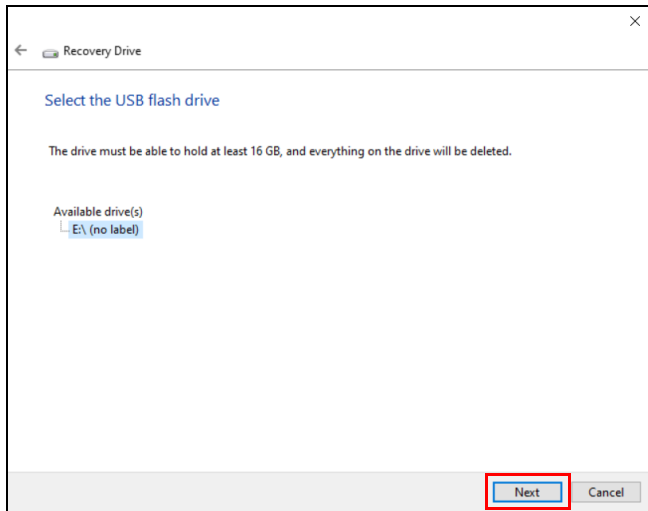 Recovery Drive
Select the USB flash drive
The drive must be able to hold at least 16 GB, and everything on the drive will be deleted.
Available drive(s)
E:\ (no label)
Next Cancel